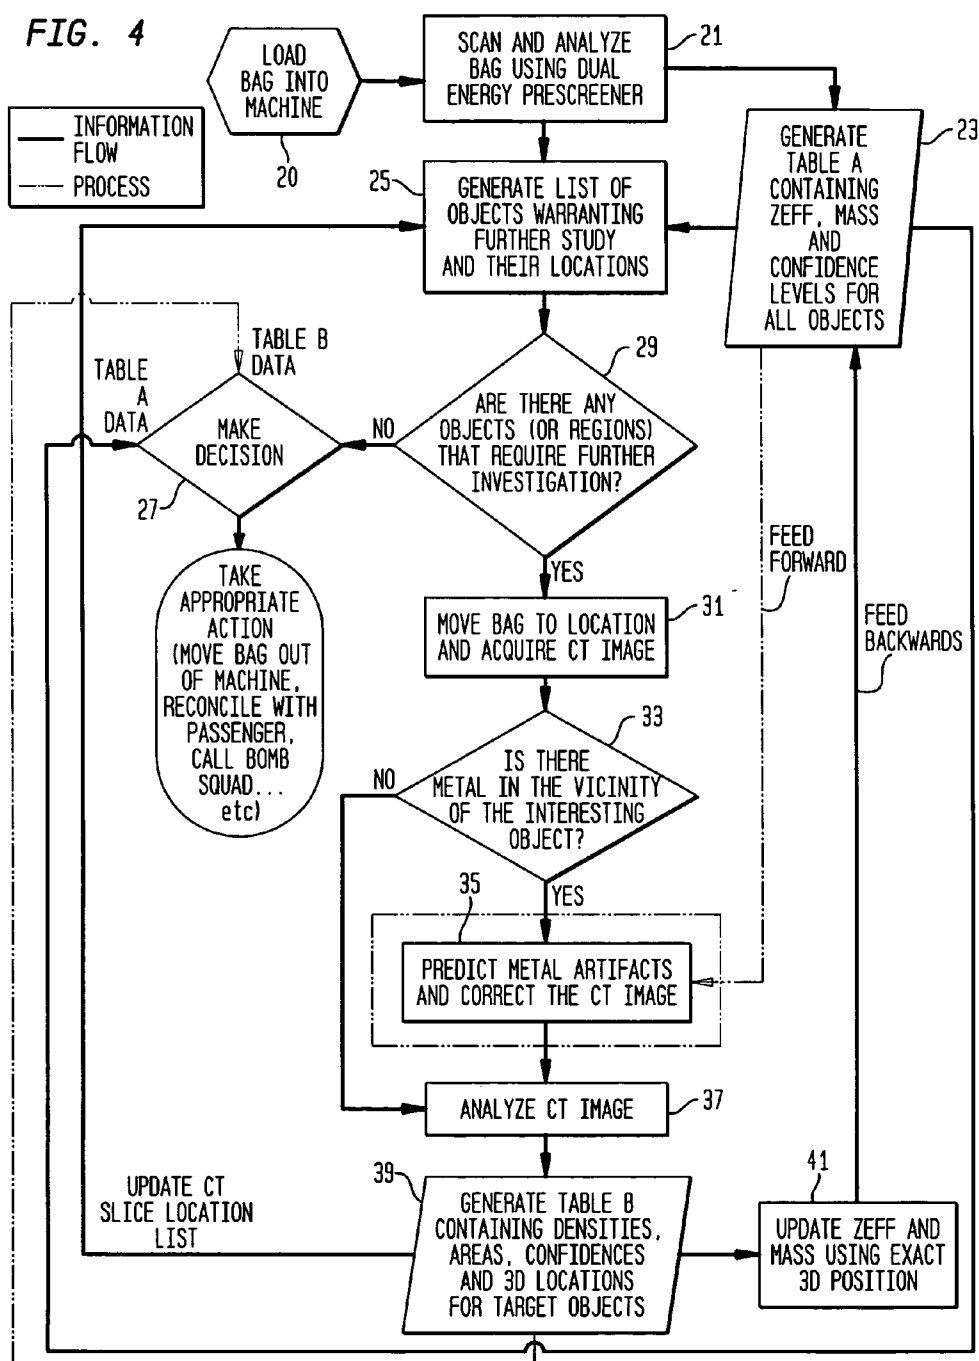 FIG. 4
LOAD
BAG INTO
MACHINE
20
SCAN AND ANALYZE
BAG USING DUAL
ENERGY PRESCREENER
21
INFORMATION
FLOW
PROCESS
GENERATE
TABLE A
CONTAINING
ZEFF, MASS
AND
CONFIDENCE
LEVELS FOR
ALL OBJECTS
23
25
GENERATE LIST OF
OBJECTS WARRANTING
FURTHER STUDY
AND THEIR LOCATIONS
TABLE B
DATA
TABLE
A
DATA
MAKE
DECISION
27
NO
29
ARE THERE ANY
OBJECTS (OR REGIONS)
THAT REQUIRE FURTHER
INVESTIGATION?
YES
FEED
FORWARD
FEED
BACKWARDS
TAKE
APPROPRIATE
ACTION
(MOVE BAG OUT
OF MACHINE,
RECONCILE WITH
PASSENGER,
CALL BOMB
SQUAD...
etc)
MOVE BAG TO LOCATION
AND ACQUIRE CT IMAGE
31
33
IS THERE
METAL IN THE VICINITY
OF THE INTERESTING
OBJECT?
NO
YES
35
PREDICT METAL ARTIFACTS
AND CORRECT THE CT IMAGE
ANALYZE CT IMAGE
37
39
GENERATE TABLE B
CONTAINING DENSITIES,
AREAS, CONFIDENCES
AND 3D LOCATIONS
FOR TARGET OBJECTS
UPDATE CT
SLICE LOCATION
LIST
41
UPDATE ZEFF AND
MASS USING EXACT
3D POSITION